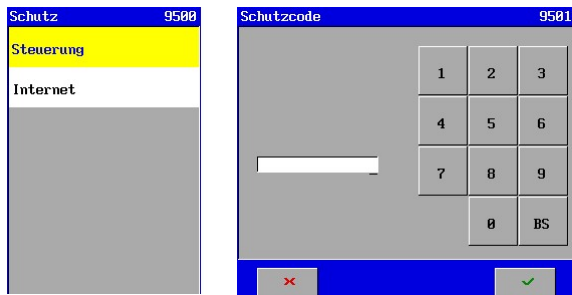 Schutz 9500
Steuerung
Internet
Schutzcode 9501
1 2 3
4 5 6
7 8 9
0 BS